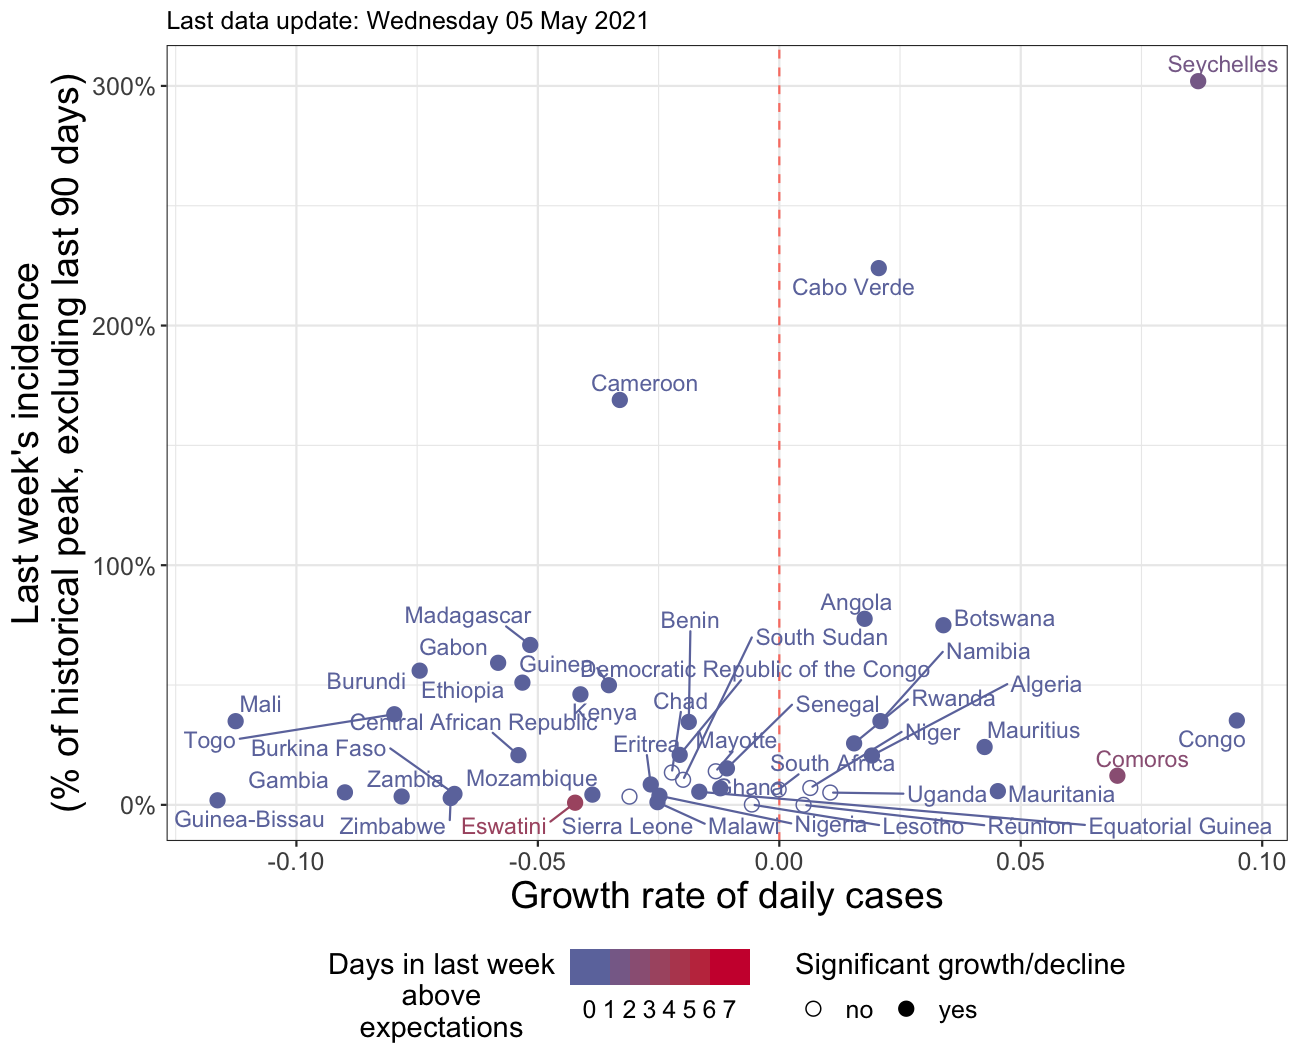 Last data update: Wednesday 05 May 2021
Last week's incidence
(% of historical peak, excluding last 90 days)
300%
200%
100%
0%
Seychelles
Cabo Verde
Cameroon
Angola
Madagascar
Benin
Botswana
South Sudan
Gabon
Namibia
Guinea
Democratic Republic of the Congo
Burundi
Ethiopia
Algeria
Mali
Chad
Senegal
Rwanda
Kenya
Central African Republic
Togo
Niger
Mauritius
Congo
Burkina Faso
Eritrea
Mayotte
Comoros
South Africa
Gambia
Zambia
Mozambique
Ghana
Uganda
Mauritania
Guinea-Bissau
Zimbabwe
Eswatini
Sierra Leone
Malawi
Nigeria
Lesotho
Réunion
Equatorial Guinea
-0.10
-0.05
0.00
0.05
0.10
Growth rate of daily cases
Days in last week
above
expectations
0 1 2 3 4 5 6 7
Significant growth/decline
no
yes